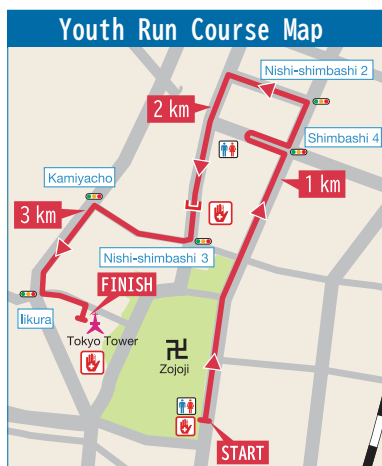 Youth Run Course Map
Nishi-shimbashi 2
2 km
Shimbashi 4
Kamiyacho
1 km
3 km
Nishi-shimbashi 3
FINISH
Iikura
Tokyo Tower
卍
Zojoji
START